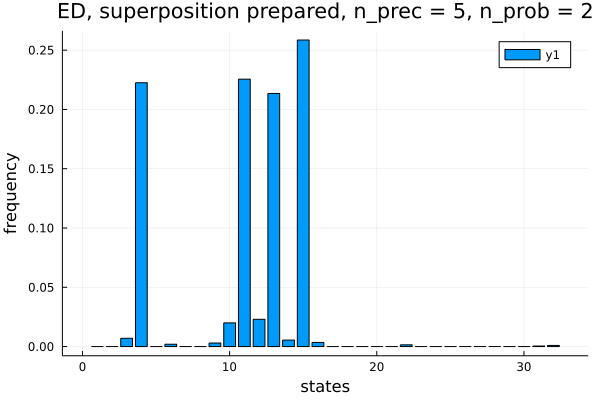 ED, superposition prepared, n_prec = 5, n_prob = 2
y1
0.25
0.20
0.15
0.10
0.05
0.00
frequency
0 10 20 30
states